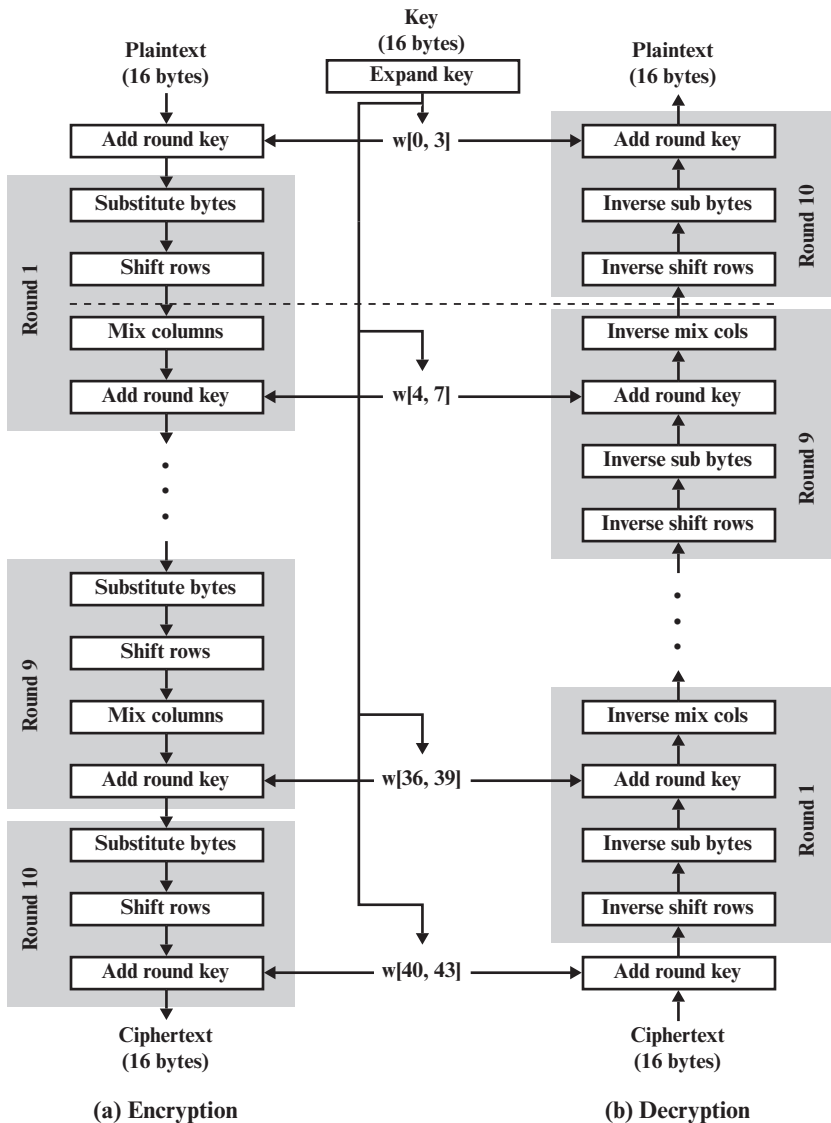 Key
(16 bytes)
Expand key
Plaintext
(16 bytes)
Add round key
Round 1
Substitute bytes
Shift rows
Mix columns
Add round key
Round 9
Substitute bytes
Shift rows
Mix columns
Add round key
Round 10
Substitute bytes
Shift rows
Add round key
Ciphertext
(16 bytes)
(a) Encryption
w[0, 3]
w[4, 7]
w[36, 39]
w[40, 43]
Plaintext
(16 bytes)
Add round key
Inverse sub bytes
Inverse shift rows
Round 10
Inverse mix cols
Add round key
Inverse sub bytes
Inverse shift rows
Round 9
Inverse mix cols
Add round key
Inverse sub bytes
Inverse shift rows
Round 1
Add round key
Ciphertext
(16 bytes)
(b) Decryption